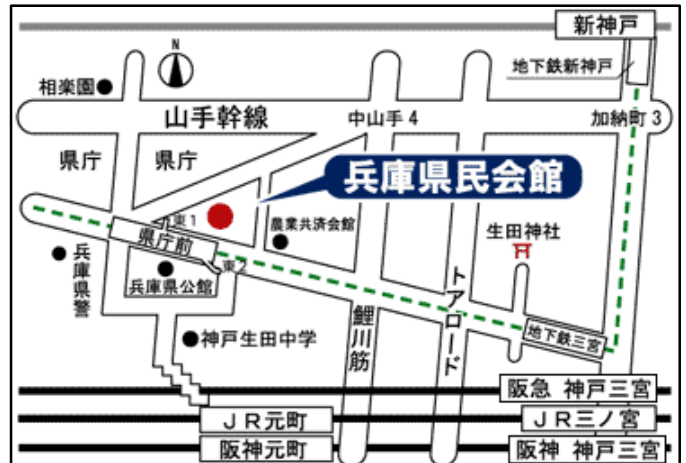 新神戸
N
地下鉄新神戸
相楽園
山手幹線
中山手4
加納町3
県庁
県庁
兵庫県民会館
東1
農業共済会館
生田神社
県庁前
東2
兵庫県警
兵庫県公館
トアロード
鯉川筋
神戸生田中学
地下鉄三宮
阪急 神戸三宮
JR元町
JR三ノ宮
阪神元町
阪神 神戸三宮